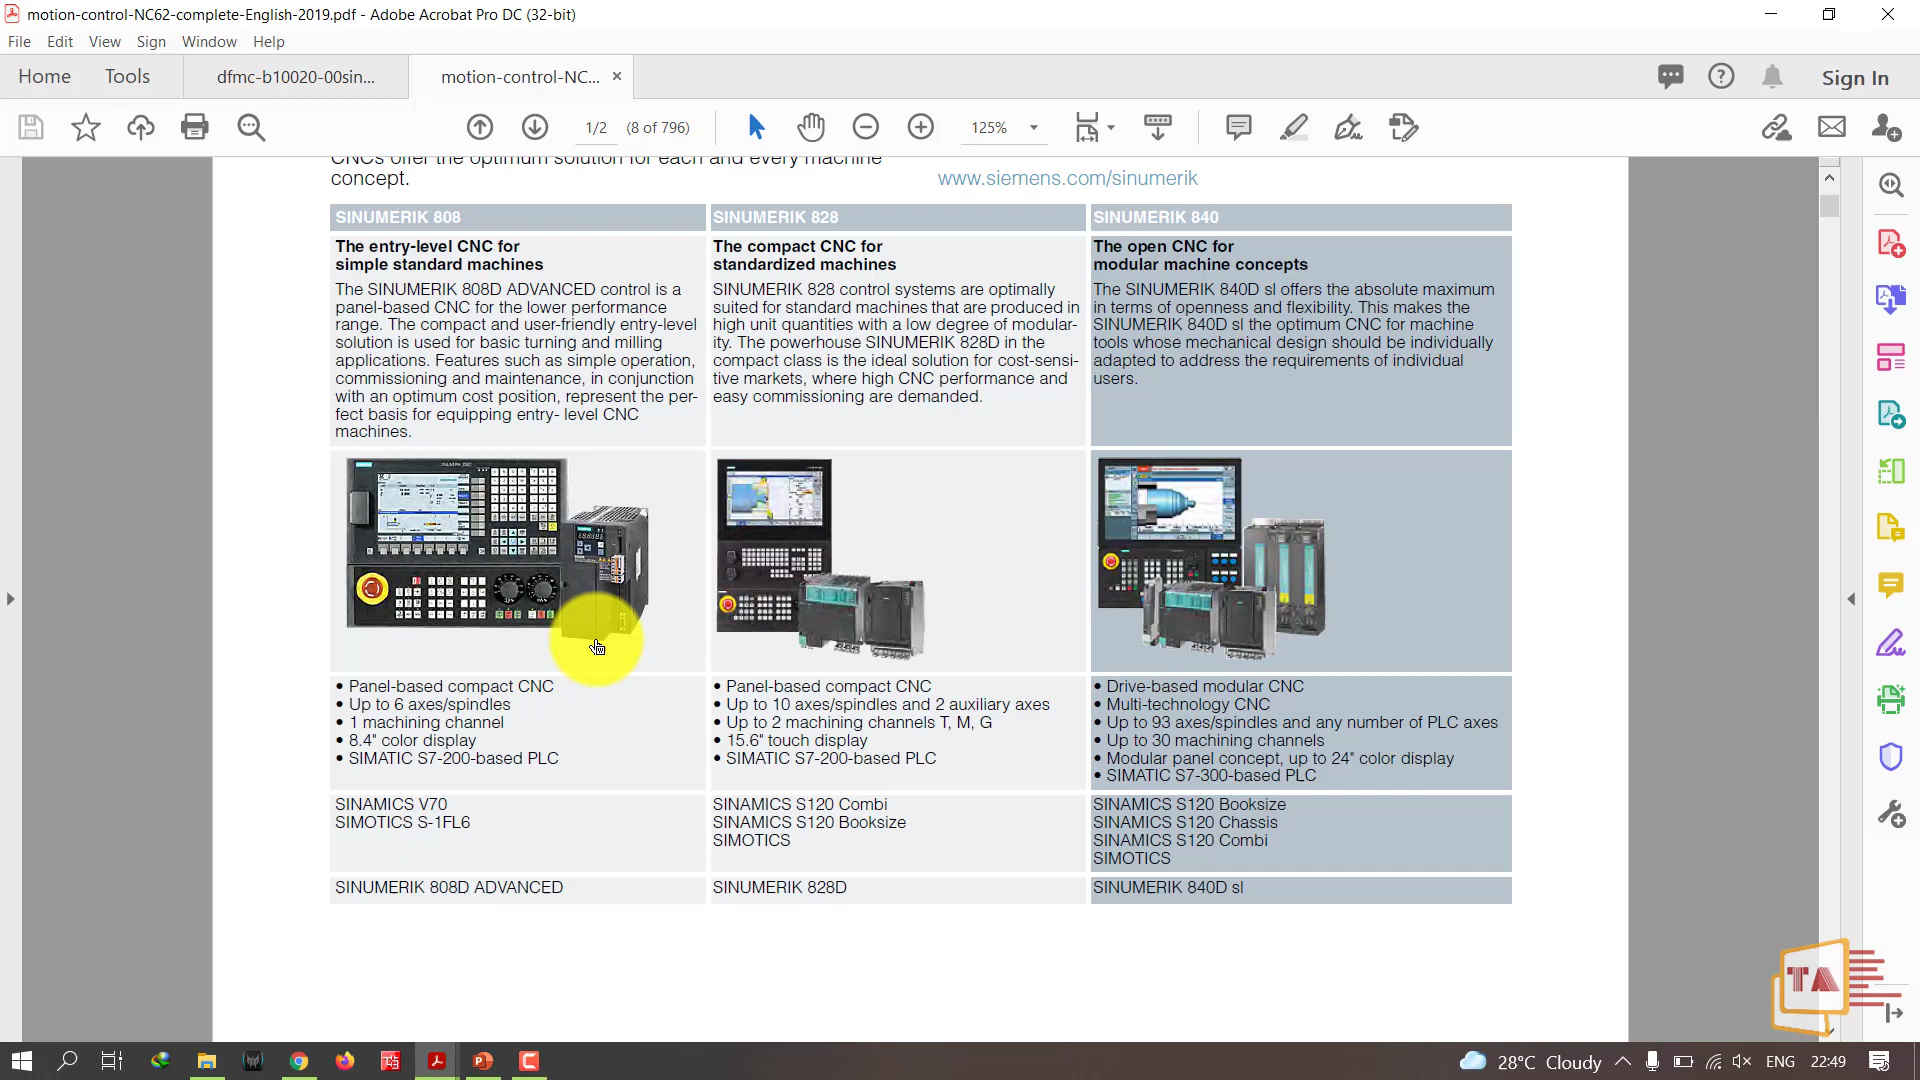 motion-control-NC62-complete-English-2019.pdf - Adobe Acrobat Pro DC (32-bit)
File Edit View Sign Window Help
Home Tools dfmc-b10020-00sin... motion-control-NC... Sign In
1/2 (8 of 796) 125%
CNCs offer the optimum solution for each and every machine
concept. www.siemens.com/sinumerik
SINUMERIK 808
The entry-level CNC for
simple standard machines
The SINUMERIK 808D ADVANCED control is a
panel-based CNC for the lower performance
range. The compact and user-friendly entry-level
solution is used for basic turning and milling
applications. Features such as simple operation,
commissioning and maintenance, in conjunction
with an optimum cost position, represent the per-
fect basis for equipping entry- level CNC
machines.
• Panel-based compact CNC
• Up to 6 axes/spindles
• 1 machining channel
• 8.4" color display
• SIMATIC S7-200-based PLC
SINAMICS V70
SIMOTICS S-1FL6
SINUMERIK 808D ADVANCED
SINUMERIK 828
The compact CNC for
standardized machines
SINUMERIK 828 control systems are optimally
suited for standard machines that are produced in
high unit quantities with a low degree of modular-
ity. The powerhouse SINUMERIK 828D in the
compact class is the ideal solution for cost-sensi-
tive markets, where high CNC performance and
easy commissioning are demanded.
• Panel-based compact CNC
• Up to 10 axes/spindles and 2 auxiliary axes
• Up to 2 machining channels T, M, G
• 15.6" touch display
• SIMATIC S7-200-based PLC
SINAMICS S120 Combi
SINAMICS S120 Booksize
SIMOTICS
SINUMERIK 828D
SINUMERIK 840
The open CNC for
modular machine concepts
The SINUMERIK 840D sl offers the absolute maximum
in terms of openness and flexibility. This makes the
SINUMERIK 840D sl the optimum CNC for machine
tools whose mechanical design should be individually
adapted to address the requirements of individual
users.
• Drive-based modular CNC
• Multi-technology CNC
• Up to 93 axes/spindles and any number of PLC axes
• Up to 30 machining channels
• Modular panel concept, up to 24" color display
• SIMATIC S7-300-based PLC
SINAMICS S120 Booksize
SINAMICS S120 Chassis
SINAMICS S120 Combi
SIMOTICS
SINUMERIK 840D sl
TA
28°C Cloudy ENG 22:49